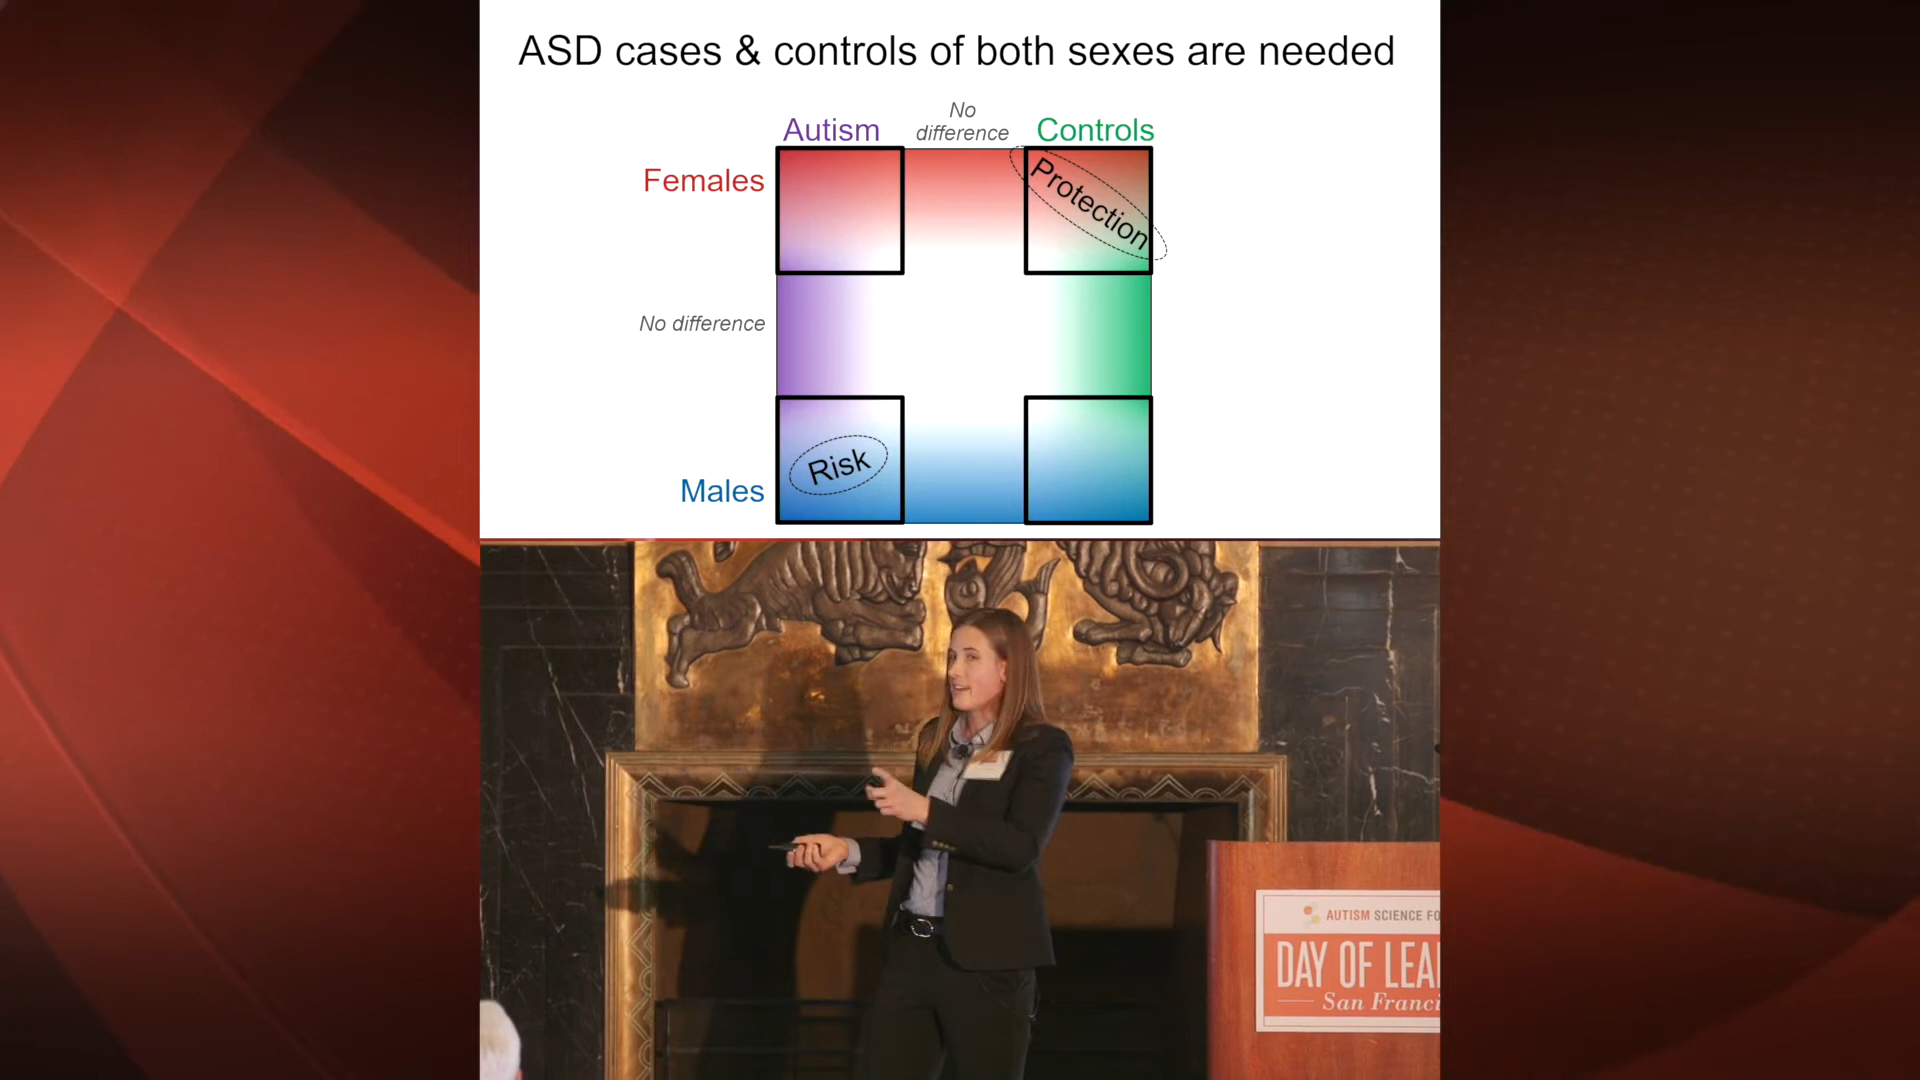 ASD cases & controls of both sexes are needed
No
difference
Autism
Controls
Females
Protection
No difference
Risk
Males
AUTISM SCIENCE FO
DAY OF LEA
San Franci